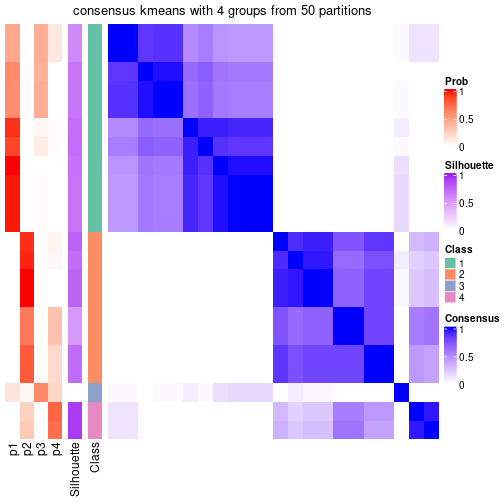 consensus kmeans with 4 groups from 50 partitions
Prob
1
0.5
0
Silhouette
1
0.5
0
Class
1
2
3
4
Consensus
1
0.5
0
p1
p2
p3
p4
Silhouette
Class